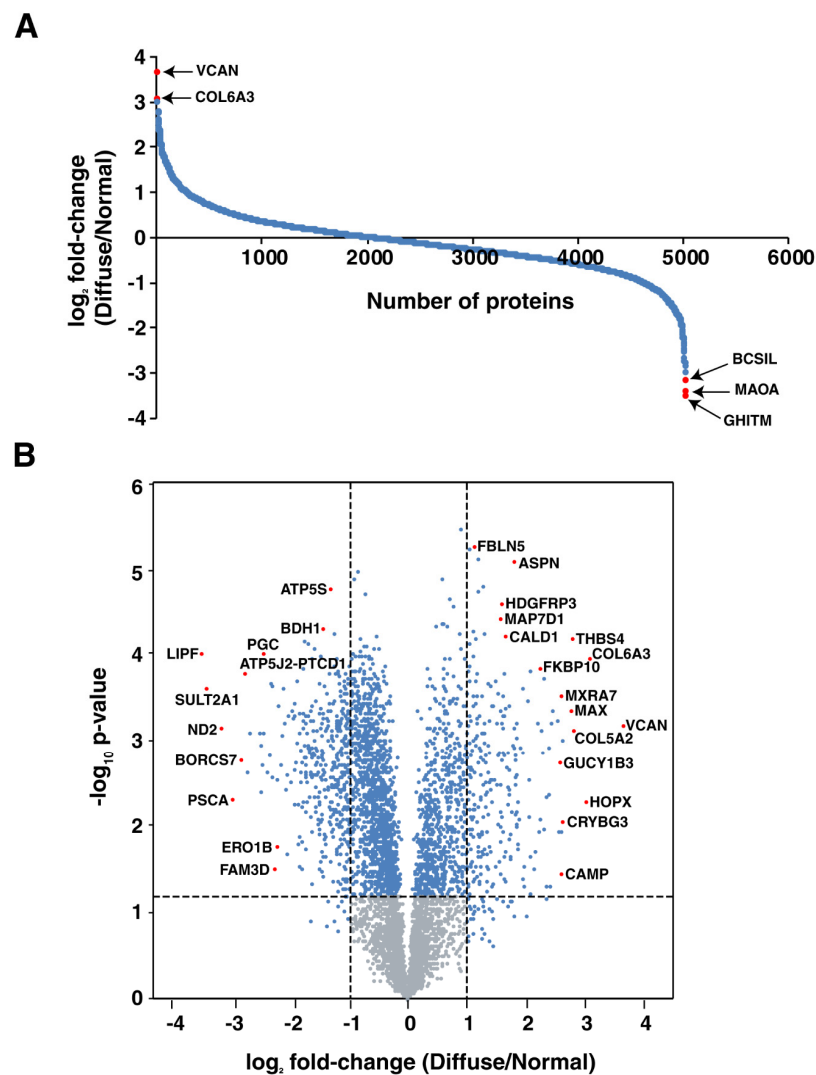 A
4
VCAN
COL6A3
3
2
1
0
1000 2000 3000 4000 5000 6000
-1
-2
-3
-4
log₂ fold-change
(Diffuse/Normal)
Number of proteins
BCSIL
MAOA
GHITM
B
6
5
4
3
2
1
0
-log₁₀ p-value
FBLN5
ASPN
ATP5S
HDGFRP3
MAP7D1
BDH1
CALD1
THBS4
PGC
LIPF
COL6A3
ATP5J2-PTCD1
FKBP10
SULT2A1
MXRA7
MAX
ND2
VCAN
COL5A2
BORCS7
GUCY1B3
PSCA
HOPX
CRYBG3
ERO1B
FAM3D
CAMP
-4 -3 -2 -1 0 1 2 3 4
log₂ fold-change (Diffuse/Normal)